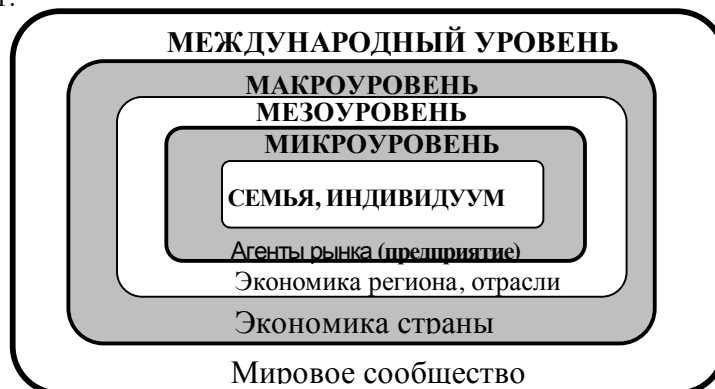 МЕЖДУНАРОДНЫЙ УРОВЕНЬ
МАКРОУРОВЕНЬ
МЕЗОУРОВЕНЬ
МИКРОУРОВЕНЬ
СЕМЬЯ, ИНДИВИДУУМ
Агенты рынка (предприятие)
Экономика региона, отрасли
Экономика страны
Мировое сообщество